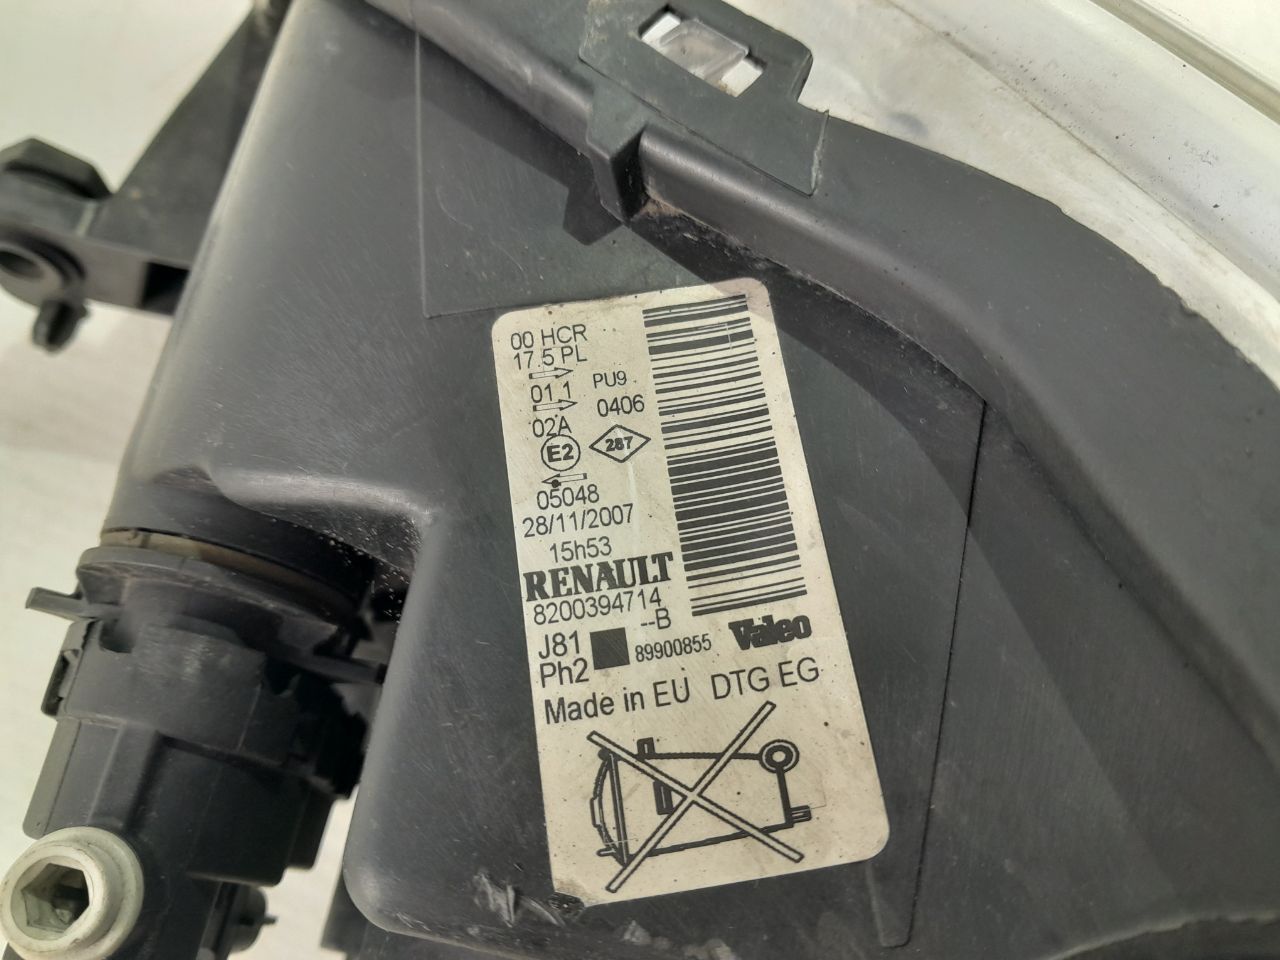 00 HCR
17.5 PL
01 1
PU9
0406
02A
E2
287
05048
28/11/2007
15h53
RENAULT
8200394714
--B
J81
Ph2
89900855
Valeo
Made in EU DTG EG